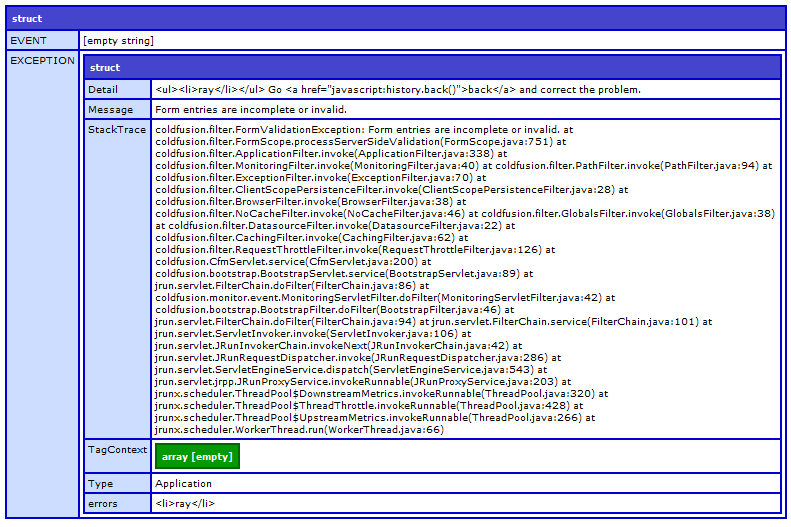 struct
EVENT [empty string]
EXCEPTION
struct
Detail <ul><li>ray</li></ul> Go <a href="javascript:history.back()">back</a> and correct the problem.
Message Form entries are incomplete or invalid.
StackTrace coldfusion.filter.FormValidationException: Form entries are incomplete or invalid. at
coldfusion.filter.FormScope.processServerSideValidation(FormScope.java:751) at
coldfusion.filter.ApplicationFilter.invoke(ApplicationFilter.java:338) at
coldfusion.filter.MonitoringFilter.invoke(MonitoringFilter.java:40) at coldfusion.filter.PathFilter.invoke(PathFilter.java:94) at
coldfusion.filter.ExceptionFilter.invoke(ExceptionFilter.java:70) at
coldfusion.filter.ClientScopePersistenceFilter.invoke(ClientScopePersistenceFilter.java:28) at
coldfusion.filter.BrowserFilter.invoke(BrowserFilter.java:38) at
coldfusion.filter.NoCacheFilter.invoke(NoCacheFilter.java:46) at coldfusion.filter.GlobalsFilter.invoke(GlobalsFilter.java:38)
at coldfusion.filter.DatasourceFilter.invoke(DatasourceFilter.java:22) at
coldfusion.filter.CachingFilter.invoke(CachingFilter.java:62) at
coldfusion.filter.RequestThrottleFilter.invoke(RequestThrottleFilter.java:126) at
coldfusion.CfmServlet.service(CfmServlet.java:200) at
coldfusion.bootstrap.BootstrapServlet.service(BootstrapServlet.java:89) at
jrun.servlet.FilterChain.doFilter(FilterChain.java:86) at
coldfusion.monitor.event.MonitoringServletFilter.doFilter(MonitoringServletFilter.java:42) at
coldfusion.bootstrap.BootstrapFilter.doFilter(BootstrapFilter.java:46) at
jrun.servlet.FilterChain.doFilter(FilterChain.java:94) at jrun.servlet.FilterChain.service(FilterChain.java:101) at
jrun.servlet.ServletInvoker.invoke(ServletInvoker.java:106) at
jrun.servlet.JRunInvokerChain.invokeNext(JRunInvokerChain.java:42) at
jrun.servlet.JRunRequestDispatcher.invoke(JRunRequestDispatcher.java:286) at
jrun.servlet.ServletEngineService.dispatch(ServletEngineService.java:543) at
jrun.servlet.jrpp.JRunProxyService.invokeRunnable(JRunProxyService.java:203) at
jrunx.scheduler.ThreadPool$DownstreamMetrics.invokeRunnable(ThreadPool.java:320) at
jrunx.scheduler.ThreadPool$ThreadThrottle.invokeRunnable(ThreadPool.java:428) at
jrunx.scheduler.ThreadPool$UpstreamMetrics.invokeRunnable(ThreadPool.java:266) at
jrunx.scheduler.WorkerThread.run(WorkerThread.java:66)
TagContext array [empty]
Type Application
errors <li>ray</li>